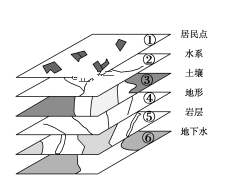 ① 居民点
② 水系
③ 土壤
④ 地形
⑤ 岩层
⑥ 地下水